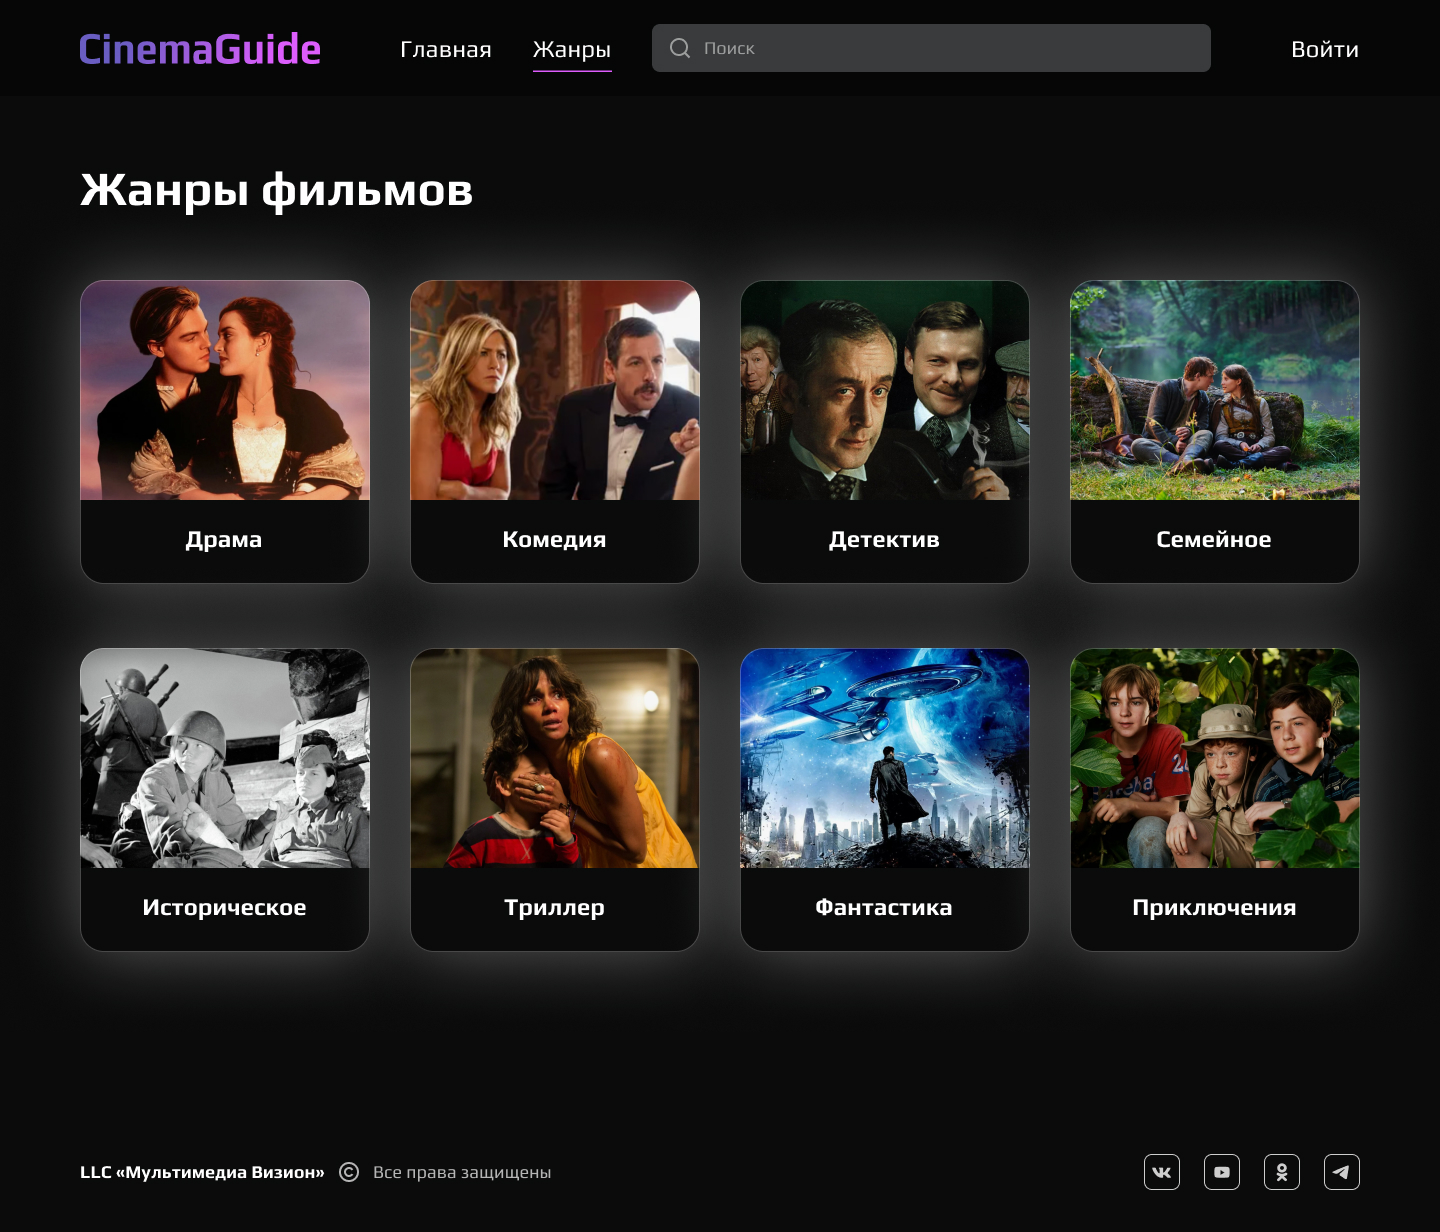 CinemaGuide
Главная
Жанры
Поиск
Войти
Жанры фильмов
Драма
Комедия
Детектив
Семейное
Историческое
Триллер
Фантастика
Приключения
LLC «Мультимедиа Визион» © Все права защищены